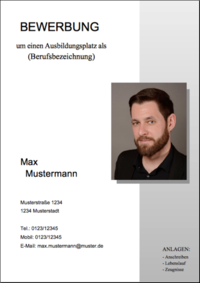 BEWERBUNG
um einen Ausbildungsplatz als
(Berufsbezeichnung)
Max
Mustermann
Musterstraße 1234
1234 Musterstadt
Tel.: 0123/12345
Mobil: 0123/12345
E-Mail: max.mustermann@muster.de
ANLAGEN:
- Anschreiben
- Lebenslauf
- Zeugnisse